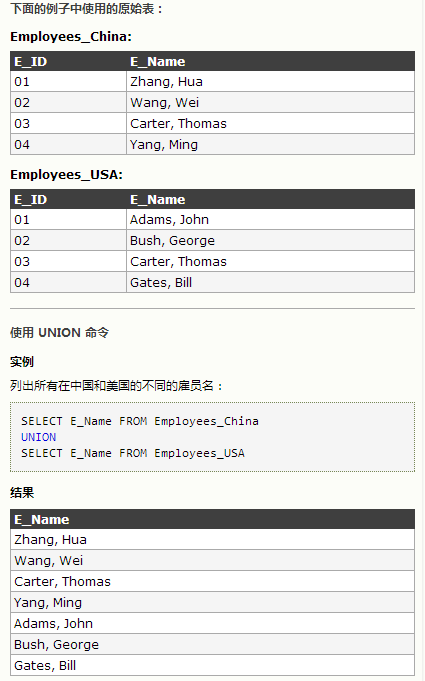 下面的例子中使用的原始表：
Employees_China:
E_ID E_Name
01 Zhang, Hua
02 Wang, Wei
03 Carter, Thomas
04 Yang, Ming
Employees_USA:
E_ID E_Name
01 Adams, John
02 Bush, George
03 Carter, Thomas
04 Gates, Bill
使用 UNION 命令
实例
列出所有在中国和美国的不同的雇员名：
SELECT E_Name FROM Employees_China
UNION
SELECT E_Name FROM Employees_USA
结果
E_Name
Zhang, Hua
Wang, Wei
Carter, Thomas
Yang, Ming
Adams, John
Bush, George
Gates, Bill